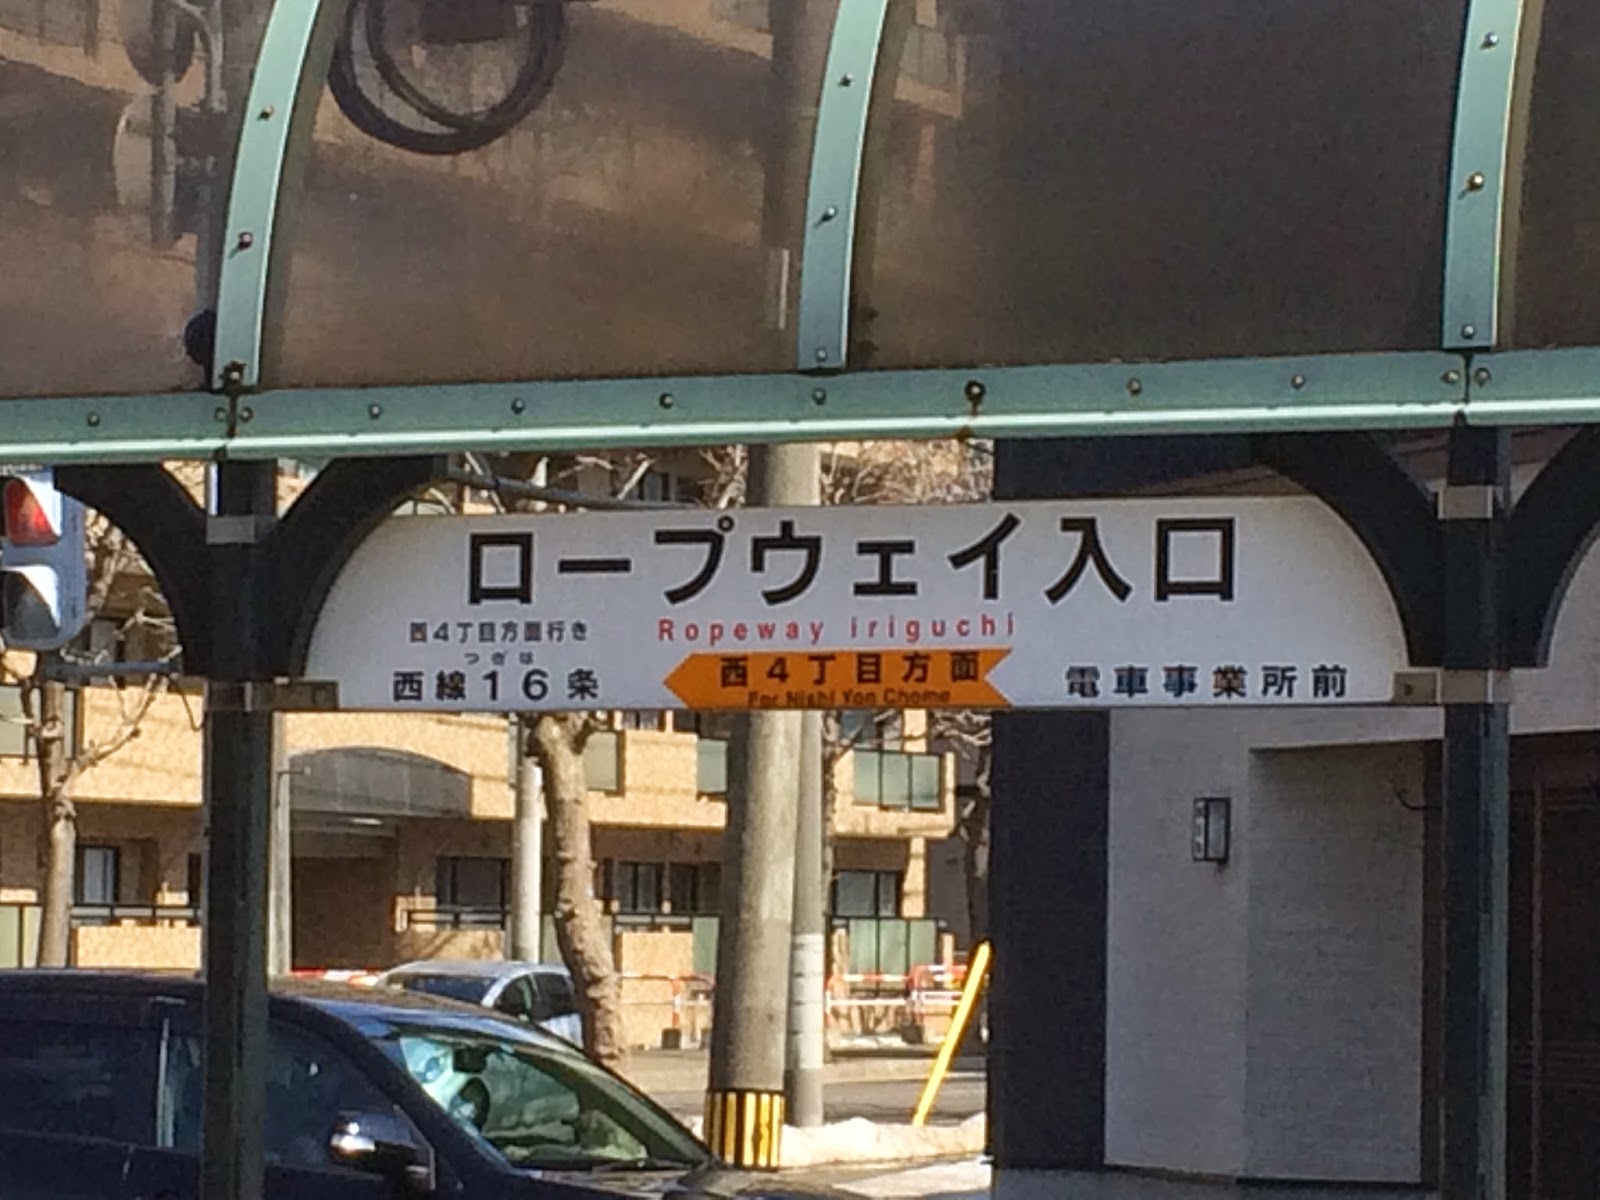 ロープウェイ入口
Ropeway iriguchi
西4丁目方面行き
つぎは
西線16条
西4丁目方面
For Nishi Yon Chome
電車事業所前